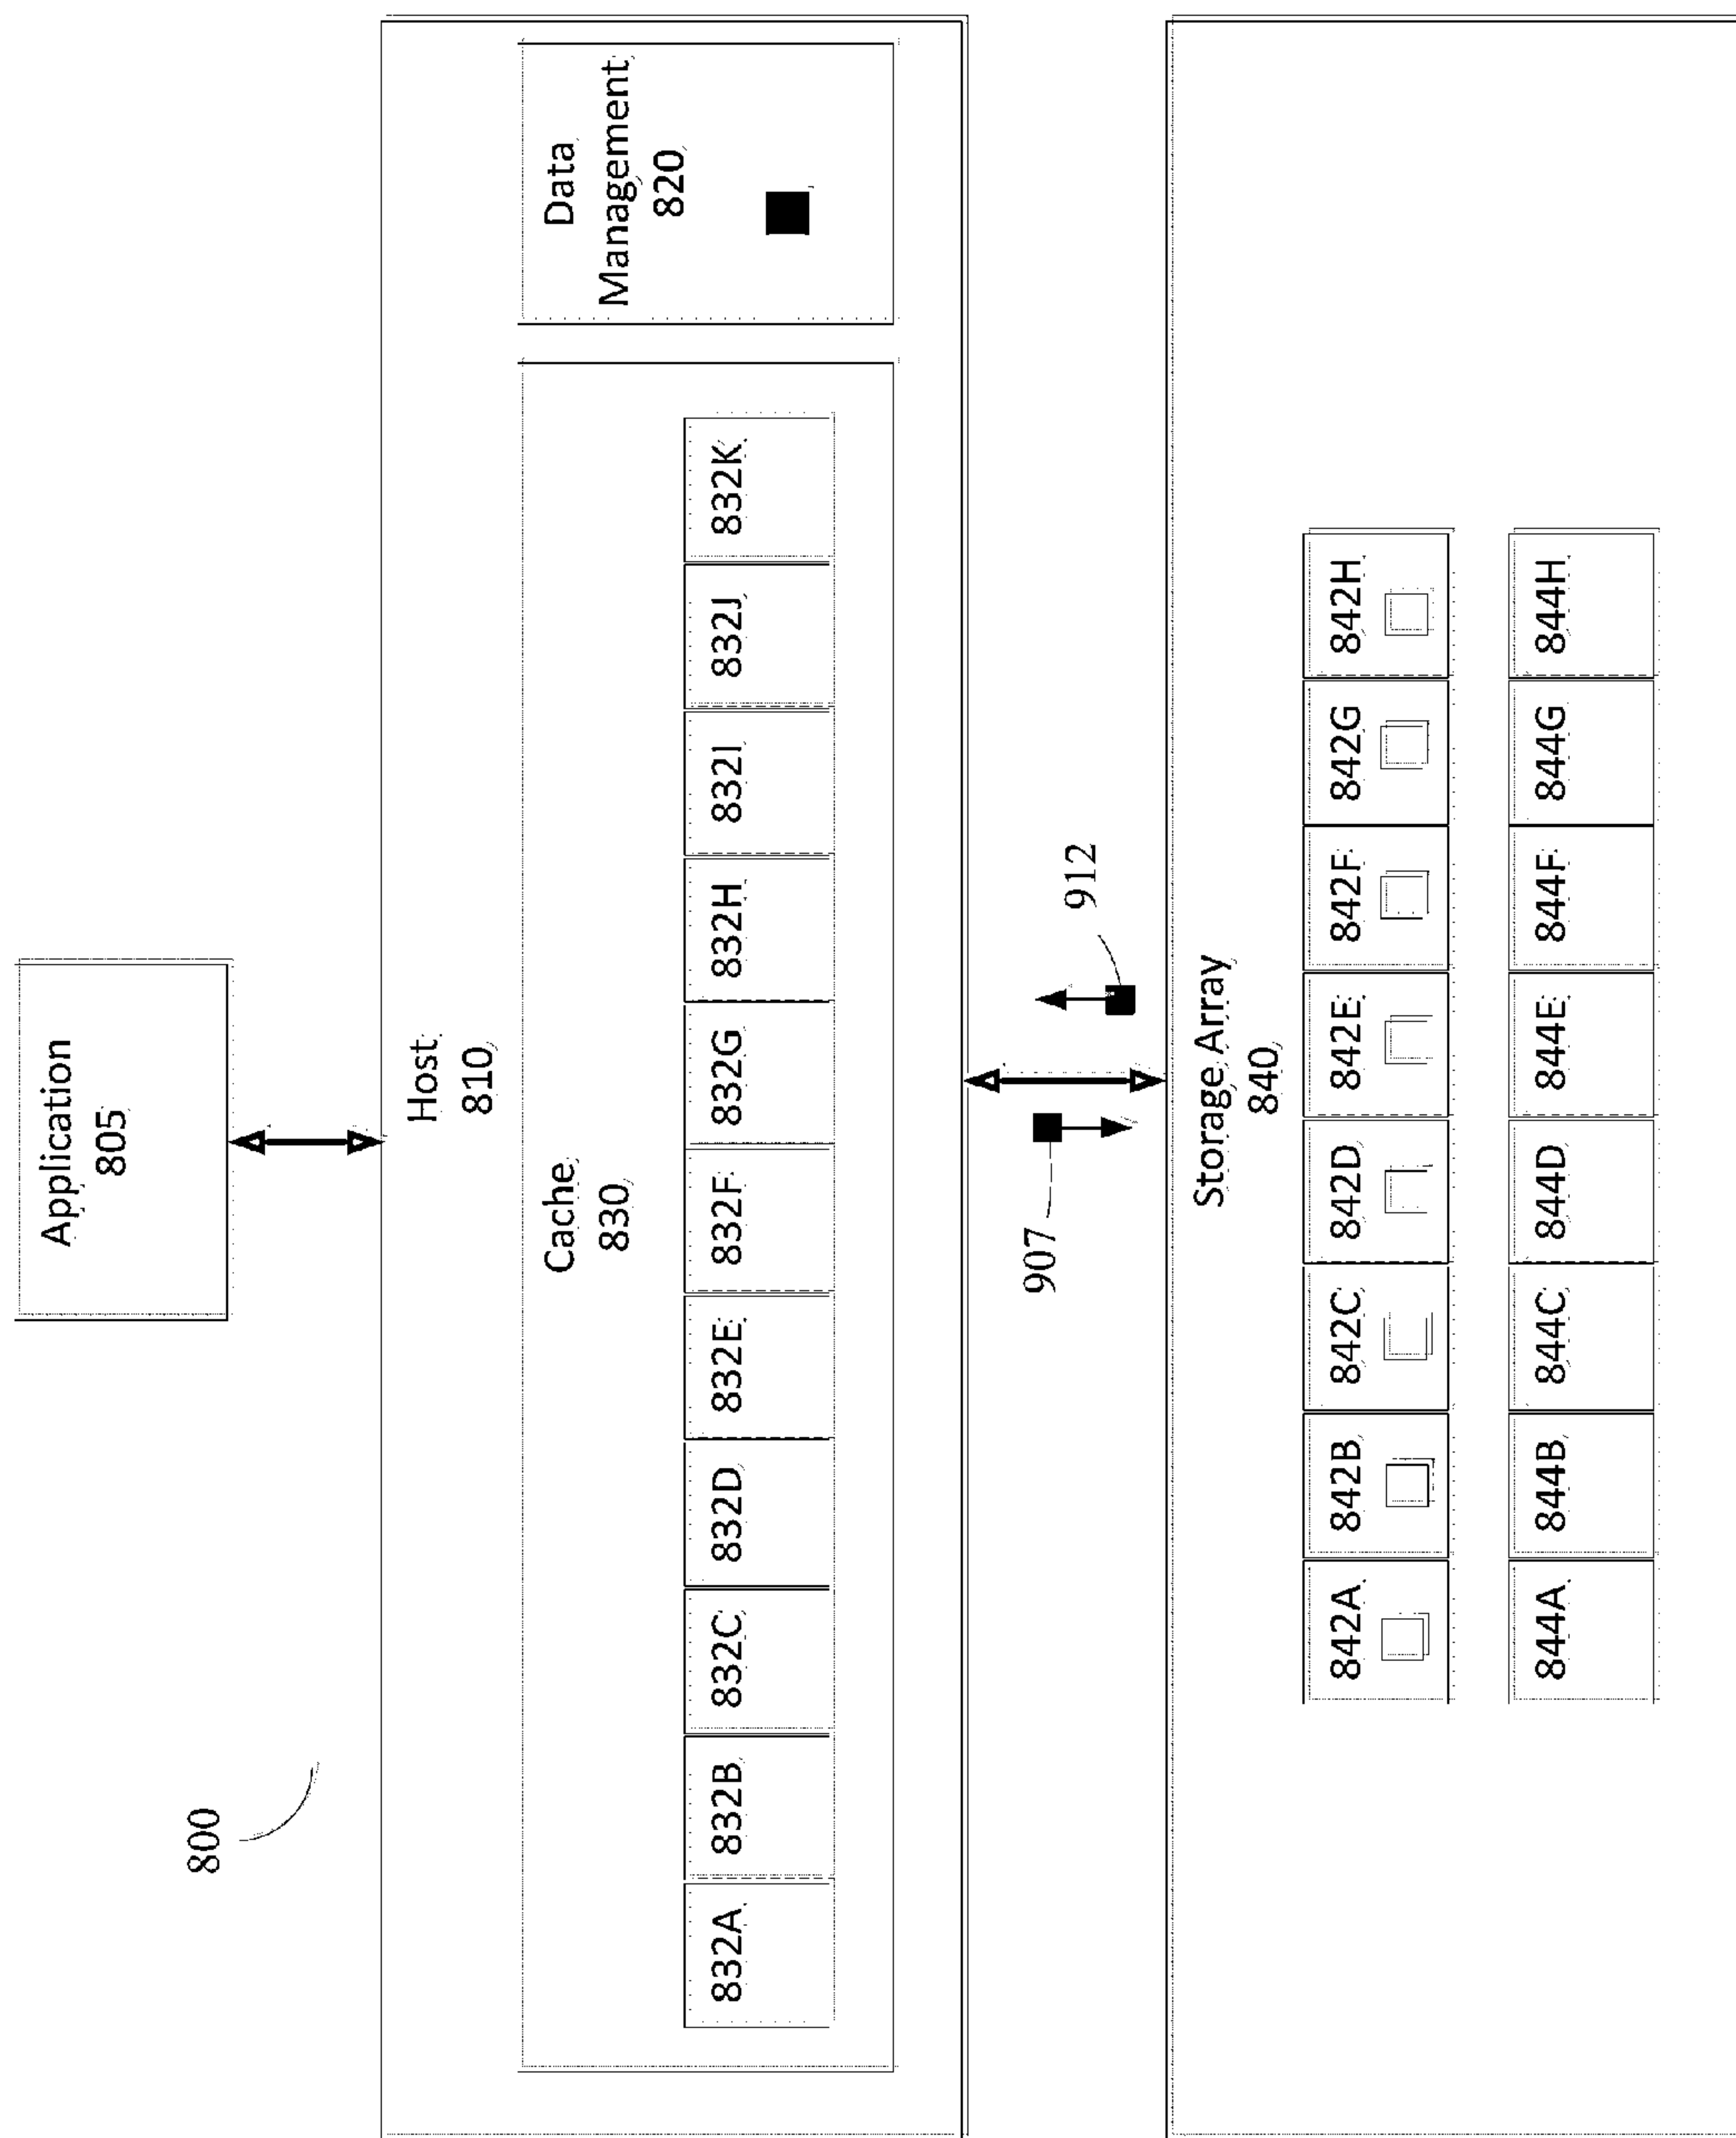 800
Application
805
Host
810
Cache
830
Data
Management
820
832A
832B
832C
832D
832E
832F
832G
832H
832I
832J
832K
907
912
Storage Array
840
842A
842B
842C
842D
842E
842F
842G
842H
844A
844B
844C
844D
844E
844F
844G
844H